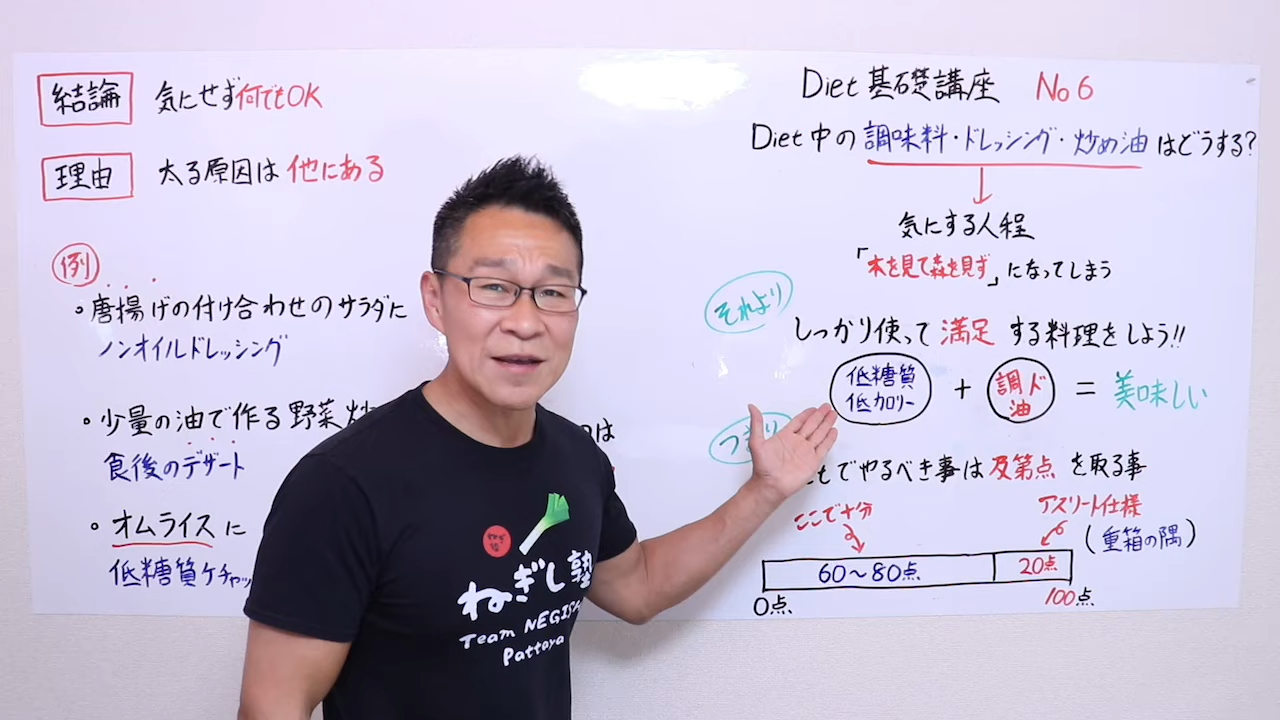 結論 気にせず何でもOK
理由 太る原因は他にある
例
・唐揚げの付け合わせのサラダに
ノンオイルドレッシング
・少量の油で作る野菜炒
は
食後のデザート
・オムライスに
低糖質ケチャッ
Diet基礎講座 No6
Diet中の調味料・ドレッシング・炒め油はどうする?
↓
気にする人程
「木を見て森を見ず」になってしまう
それより
しっかり使って満足する料理をしよう!!
低糖質 低カロリー + 調ド油 = 美味しい
つまり
でやるべき事は及第点を取る事
ここで十分
アスリート仕様
(重箱の隅)
60〜80点 20点
0点 100点
ねぎし塾
Team NEGISHI
Pattaya